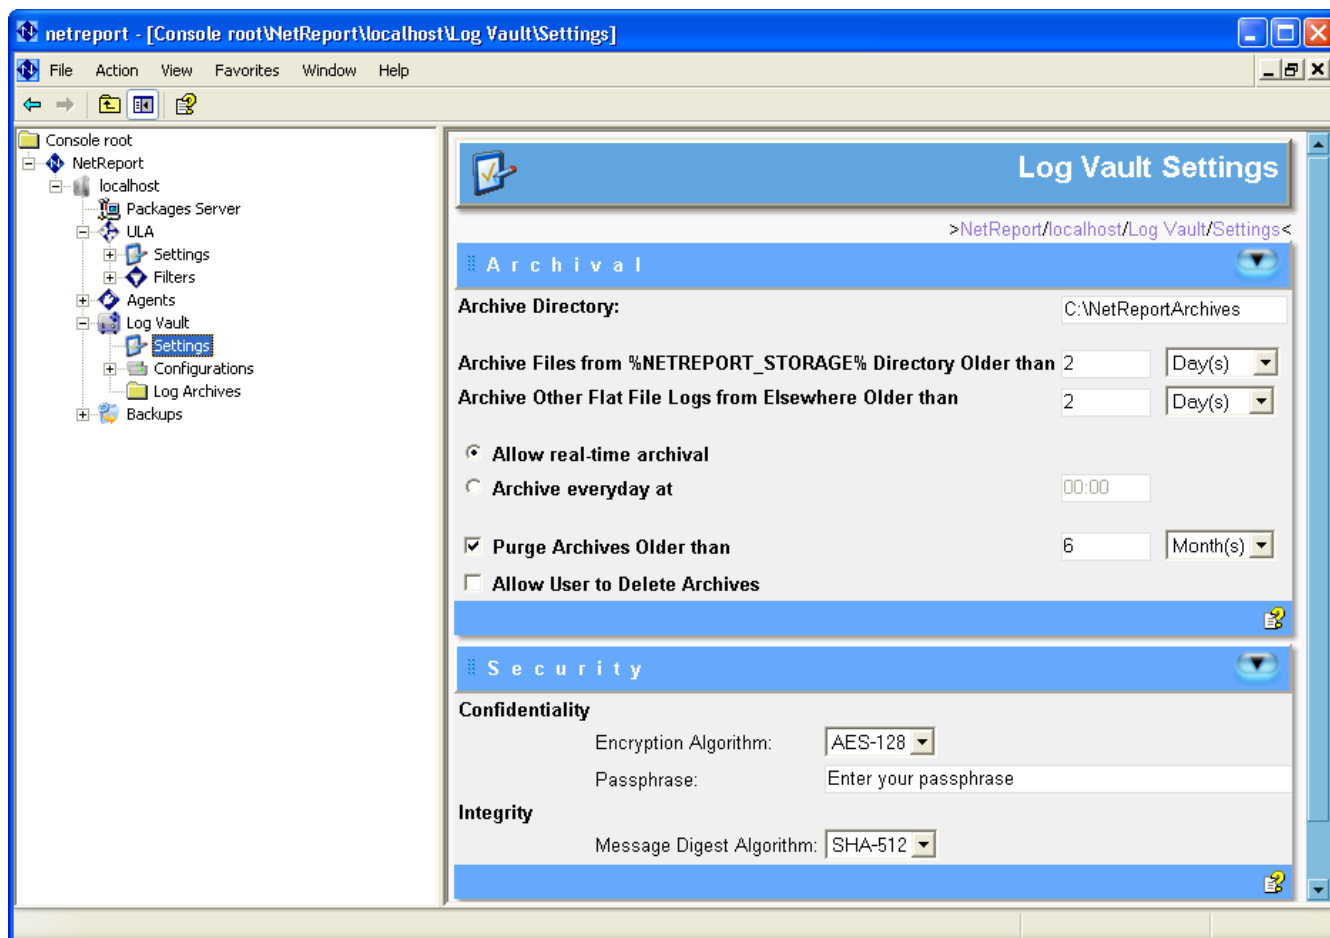 netreport - [Console root\NetReport\localhost\Log Vault\Settings]
File Action View Favorites Window Help
Console root
NetReport
localhost
Packages Server
ULA
Settings
Filters
Agents
Log Vault
Settings
Configurations
Log Archives
Backups
Log Vault Settings
>NetReport/localhost/Log Vault/Settings<
Archival
Archive Directory: C:\NetReportArchives
Archive Files from %NETREPORT_STORAGE% Directory Older than 2 Day(s)
Archive Other Flat File Logs from Elsewhere Older than 2 Day(s)
Allow real-time archival
Archive everyday at 00:00
Purge Archives Older than 6 Month(s)
Allow User to Delete Archives
Security
Confidentiality
Encryption Algorithm: AES-128
Passphrase: Enter your passphrase
Integrity
Message Digest Algorithm: SHA-512